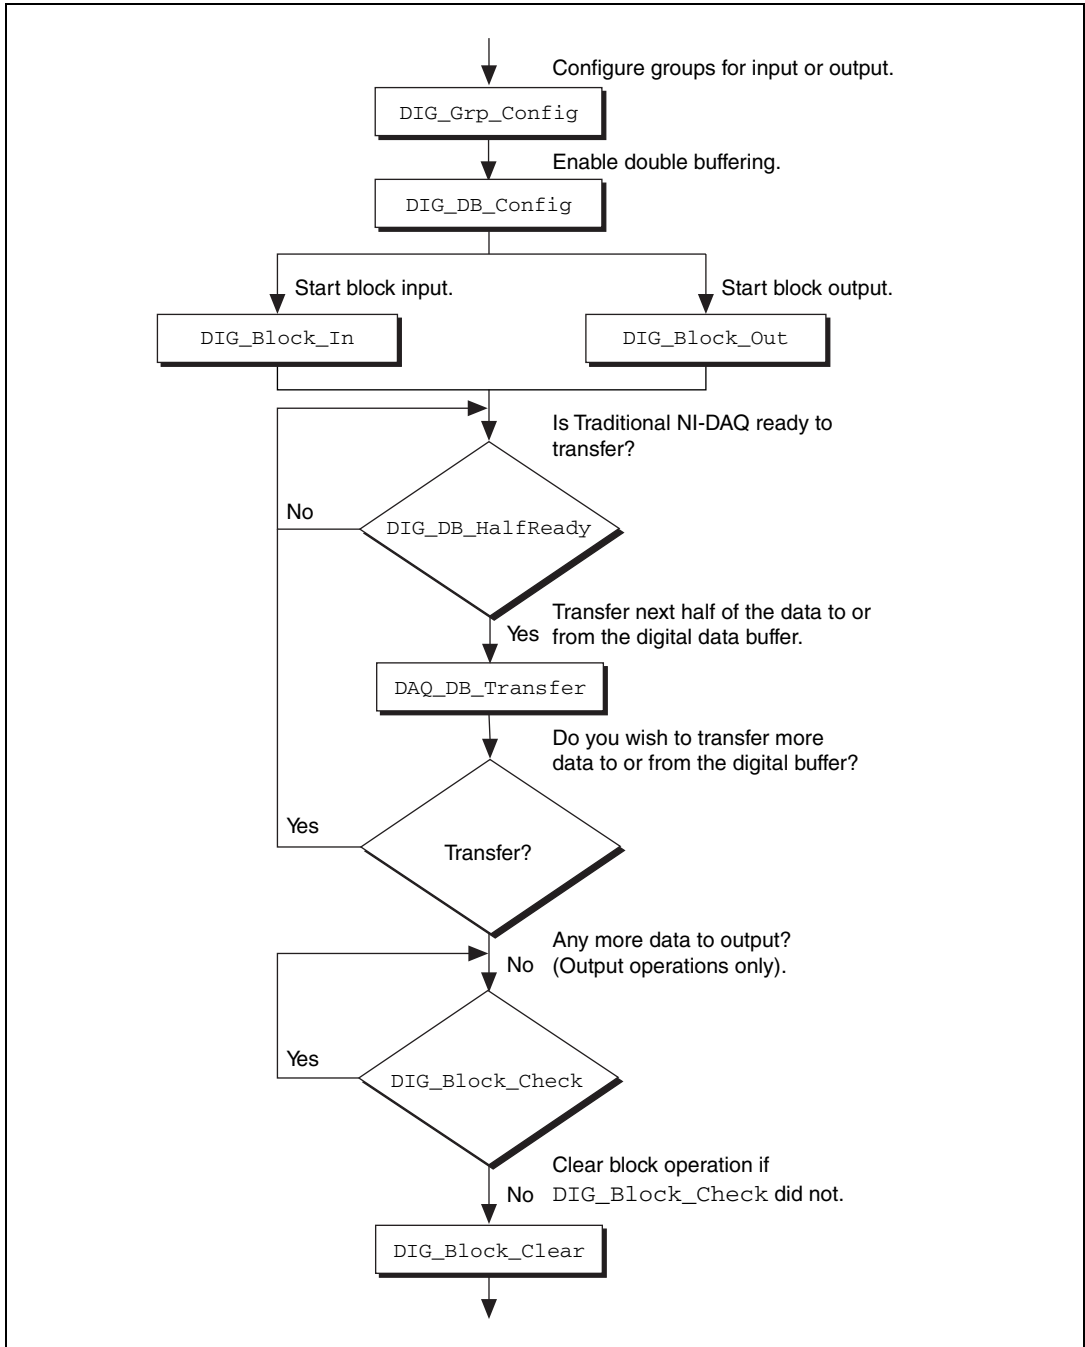 Configure groups for input or output.
DIG_Grp_Config
Enable double buffering.
DIG_DB_Config
Start block input.
Start block output.
DIG_Block_In
DIG_Block_Out
Is Traditional NI-DAQ ready to
transfer?
No
DIG_DB_HalfReady
Transfer next half of the data to or
Yes from the digital data buffer.
DAQ_DB_Transfer
Do you wish to transfer more
data to or from the digital buffer?
Yes
Transfer?
Any more data to output?
No (Output operations only).
Yes
DIG_Block_Check
Clear block operation if
No DIG_Block_Check did not.
DIG_Block_Clear